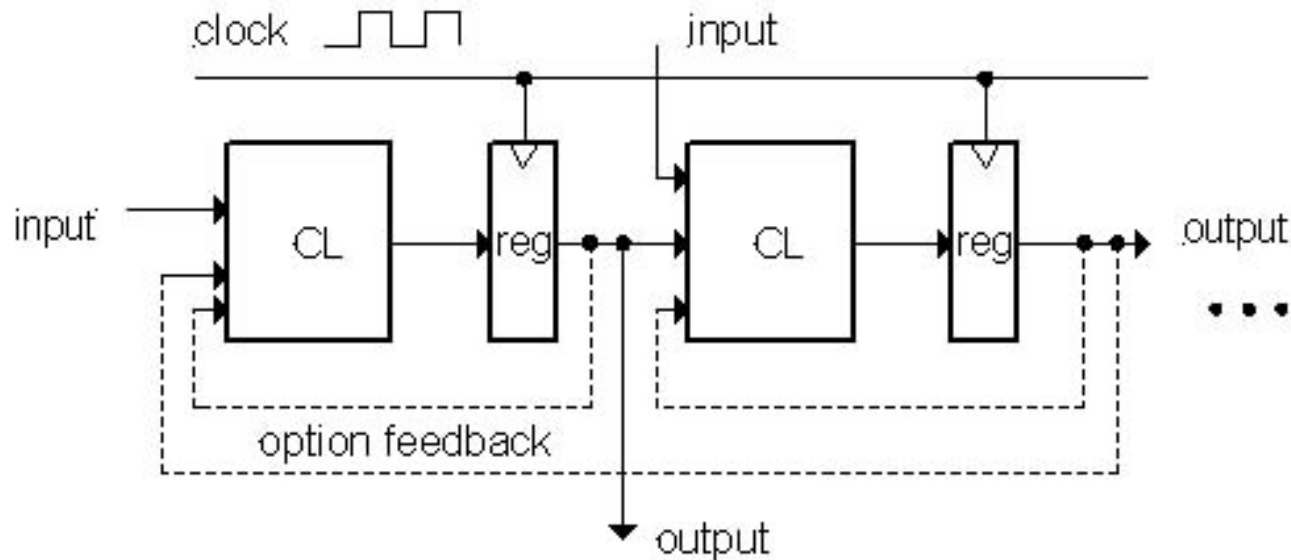 clock
input
input
CL
reg
CL
reg
output
option feedback
output